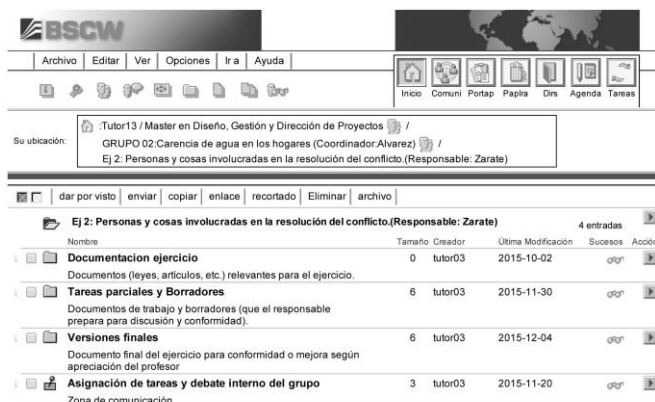 BSCW
Archivo Editar Ver Opciones Ir a Ayuda
Inicio Comuni Portap Paplra Dirs Agenda Tareas
Su ubicación:
:Tutor13 / Master en Diseño, Gestión y Dirección de Proyectos /
GRUPO 02:Carencia de agua en los hogares (Coordinador:Alvarez) /
Ej 2: Personas y cosas involucradas en la resolución del conflicto.(Responsable: Zarate)
dar por visto enviar copiar enlace recortado Eliminar archivo
Ej 2: Personas y cosas involucradas en la resolución del conflicto.(Responsable: Zarate) 4 entradas
Nombre Tamaño Creador Última Modificación Sucesos Acción
Documentacion ejercicio 0 tutor03 2015-10-02
Documentos (leyes, artículos, etc.) relevantes para el ejercicio.
Tareas parciales y Borradores 6 tutor03 2015-11-30
Documentos de trabajo y borradores (que el responsable
prepara para discusión y conformidad).
Versiones finales 6 tutor03 2015-12-04
Documento final del ejercicio para conformidad o mejora según
apreciación del profesor
Asignación de tareas y debate interno del grupo 3 tutor03 2015-11-20
Zona de comunicación